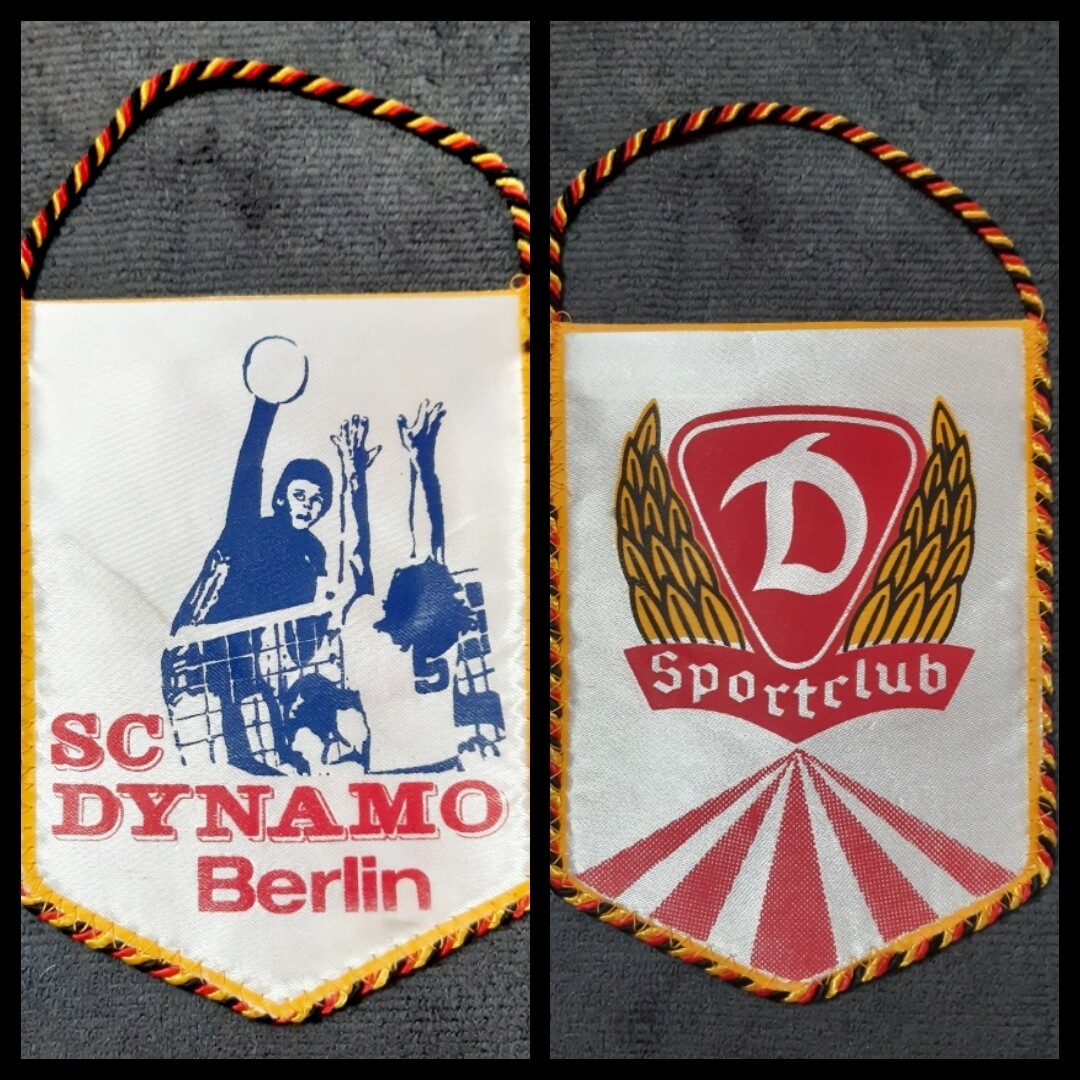 5
SC
DYNAMO
Berlin
D
Sportclub